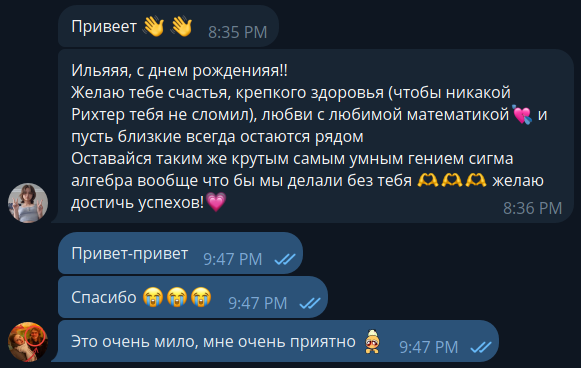 Привеет 👋 👋 8:35 PM
Ильяяя, с днем рожденияя!!
Желаю тебе счастья, крепкого здоровья (чтобы никакой
Рихтер тебя не сломил), любви с любимой математикой💘 и
пусть близкие всегда остаются рядом
Оставайся таким же крутым самым умным гением сигма
алгебра вообще что бы мы делали без тебя 🫶🫶🫶 желаю
достичь успехов!💗 8:36 PM
Привет-привет 9:47 PM
Спасибо 😭😭😭 9:47 PM
Это очень мило, мне очень приятно 9:47 PM